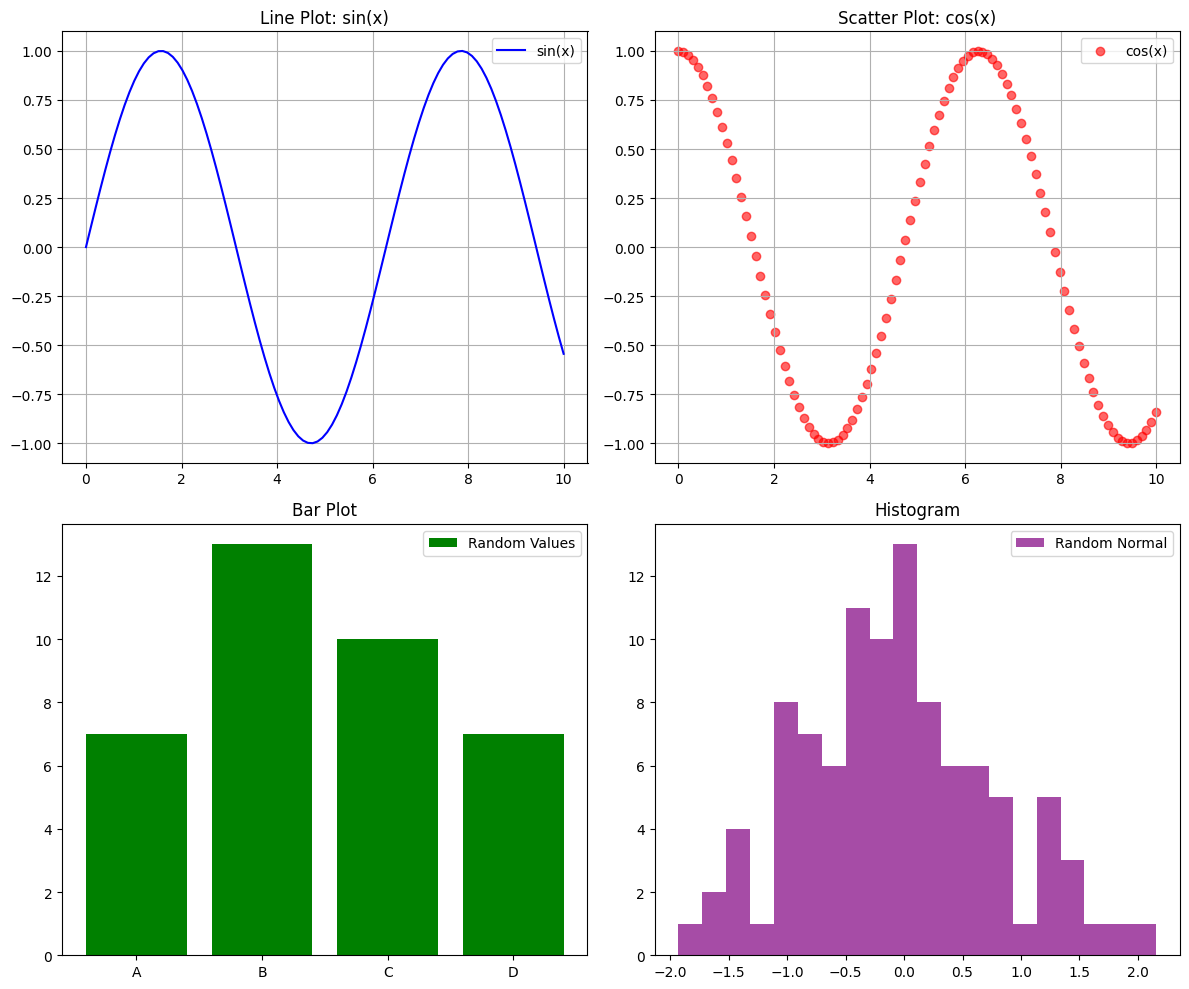 Line Plot: sin(x)
sin(x)
1.00
0.75
0.50
0.25
0.00
−0.25
−0.50
−0.75
−1.00
0 2 4 6 8 10
Scatter Plot: cos(x)
cos(x)
1.00
0.75
0.50
0.25
0.00
−0.25
−0.50
−0.75
−1.00
0 2 4 6 8 10
Bar Plot
Random Values
12
10
8
6
4
2
0
A B C D
Histogram
Random Normal
12
10
8
6
4
2
0
−2.0 −1.5 −1.0 −0.5 0.0 0.5 1.0 1.5 2.0